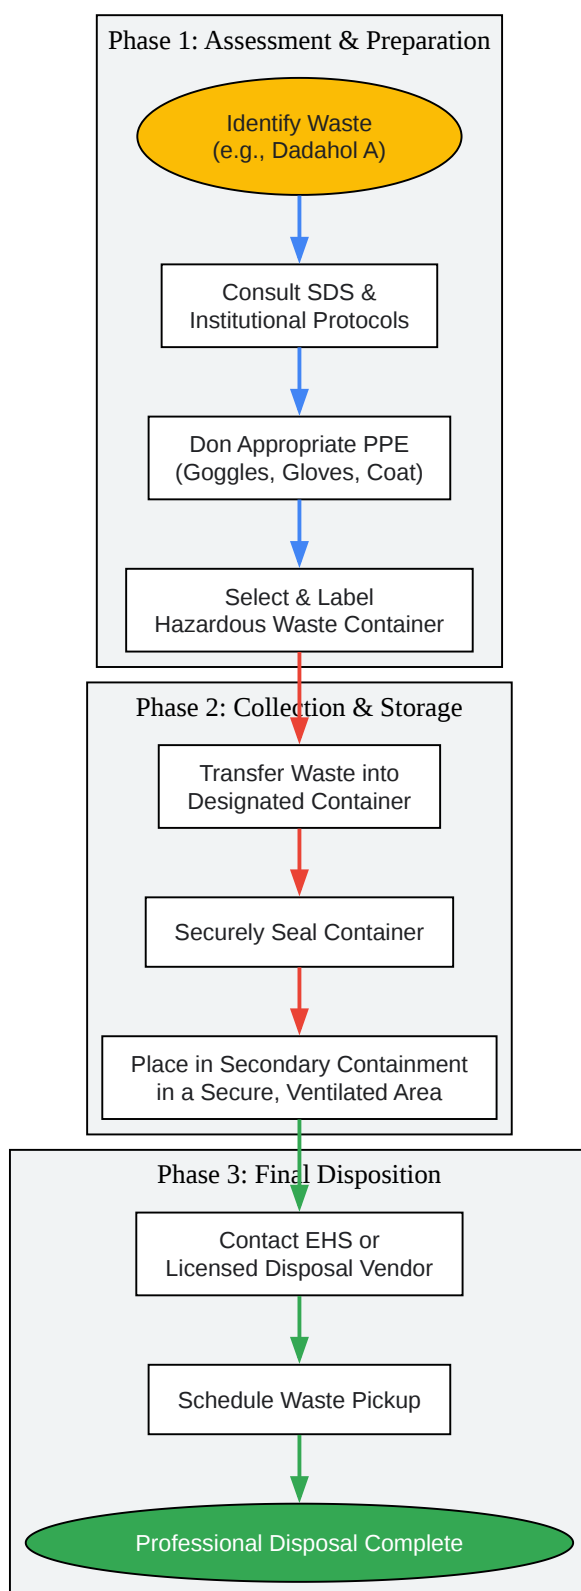 Phase 1: Assessment & Preparation
Identify Waste
(e.g., Dadahol A)
Consult SDS &
Institutional Protocols
Don Appropriate PPE
(Goggles, Gloves, Coat)
Select & Label
Hazardous Waste Container
Phase 2: Collection & Storage
Transfer Waste into
Designated Container
Securely Seal Container
Place in Secondary Containment
in a Secure, Ventilated Area
Phase 3: Final Disposition
Contact EHS or
Licensed Disposal Vendor
Schedule Waste Pickup
Professional Disposal Complete